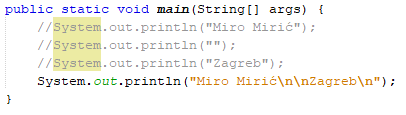 public static void main(String[] args) {
//System.out.println("Miro Mirić");
//System.out.println("");
//System.out.println("Zagreb");
System.out.println("Miro Mirić\n\nZagreb\n");
}